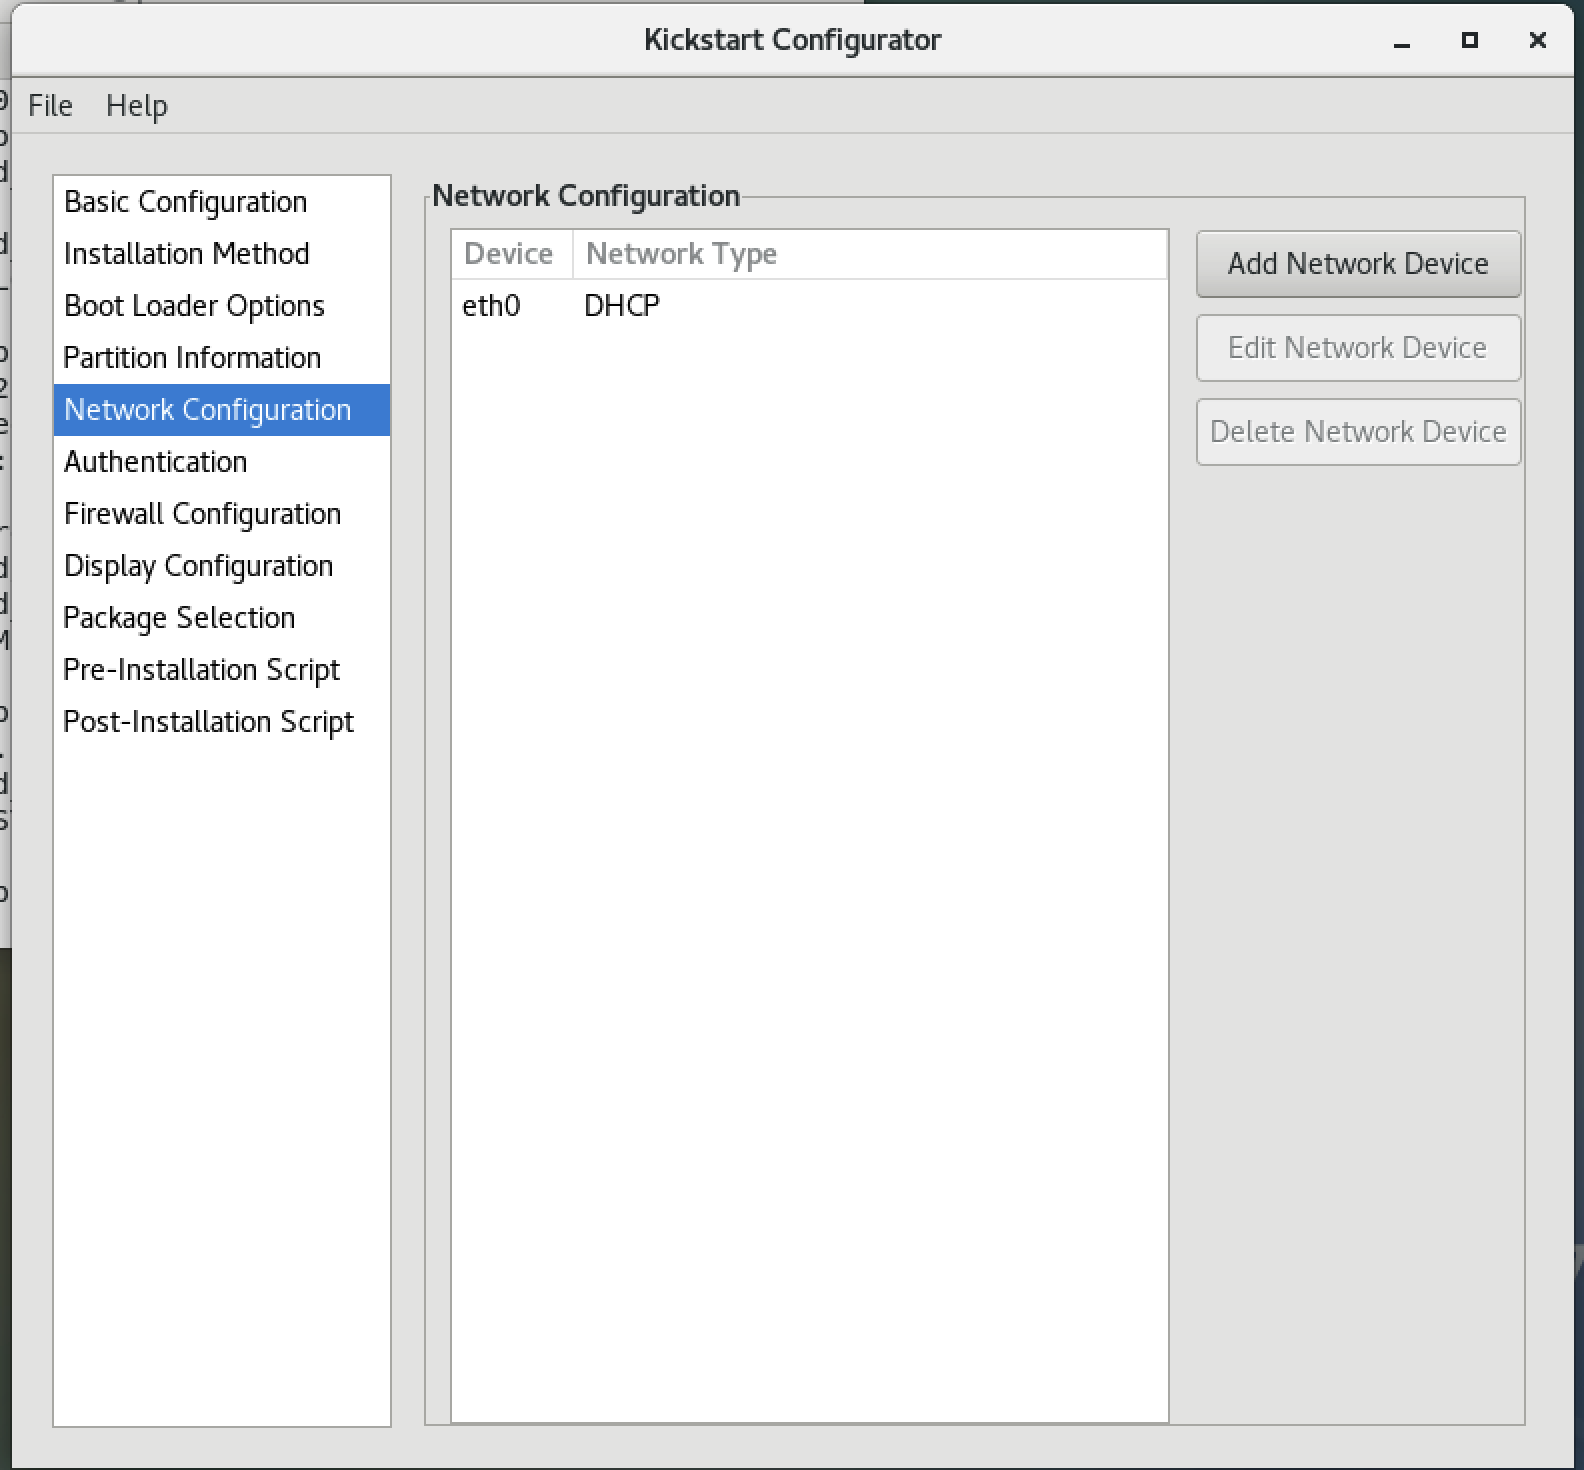 Kickstart Configurator
File Help
Basic Configuration
Installation Method
Boot Loader Options
Partition Information
Network Configuration
Authentication
Firewall Configuration
Display Configuration
Package Selection
Pre-Installation Script
Post-Installation Script
Network Configuration
Device Network Type
eth0 DHCP
Add Network Device
Edit Network Device
Delete Network Device